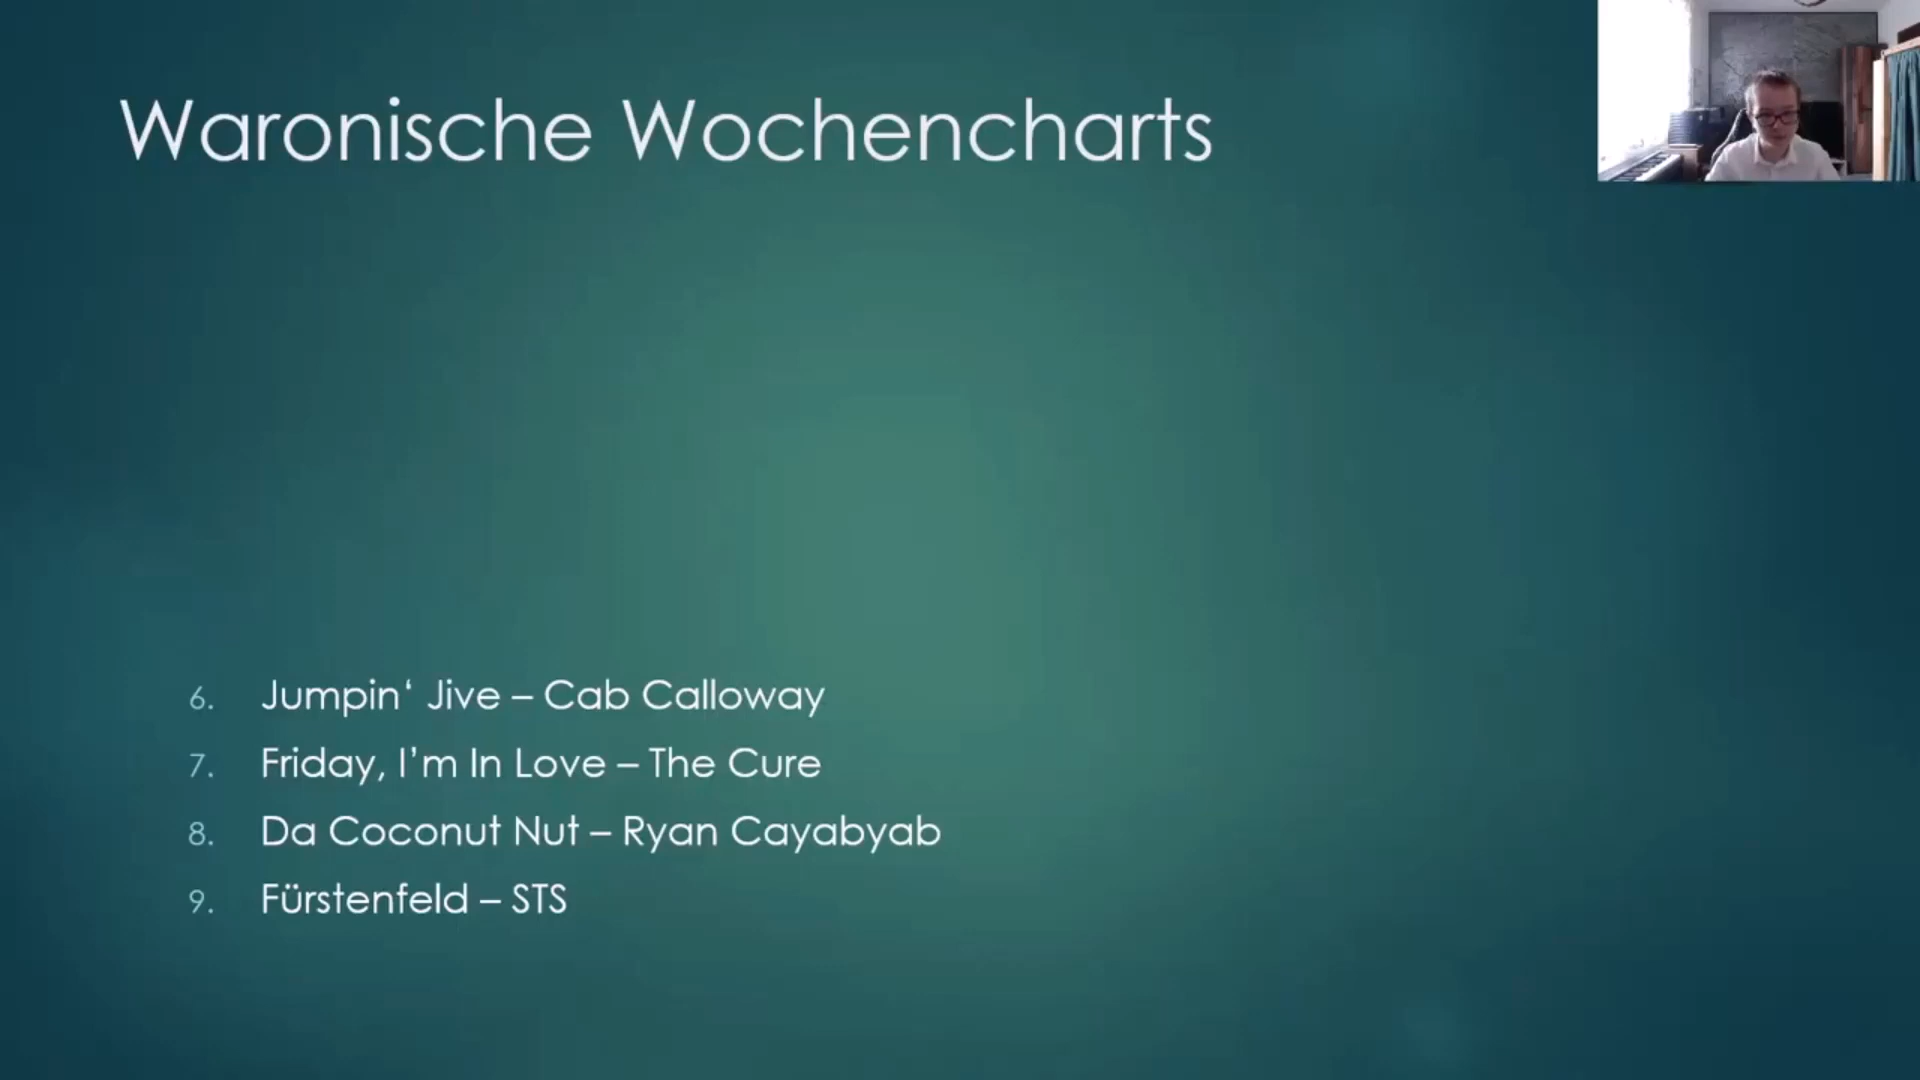 Waronische Wochencharts
6. Jumpin‘ Jive – Cab Calloway
7. Friday, I’m In Love – The Cure
8. Da Coconut Nut – Ryan Cayabyab
9. Fürstenfeld – STS